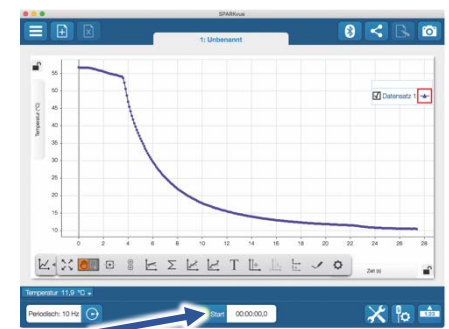 SPARKvue
1: Unbenannt
Temperatur (°C)
55
50
45
40
35
30
25
20
15
10
Datensatz 1
0 2 4 6 8 10 12 14 16 18 20 22 24 26 28
Zeit (s)
Temperatur 11,9 °C
Periodisch: 10 Hz
Start
00:00:00,0